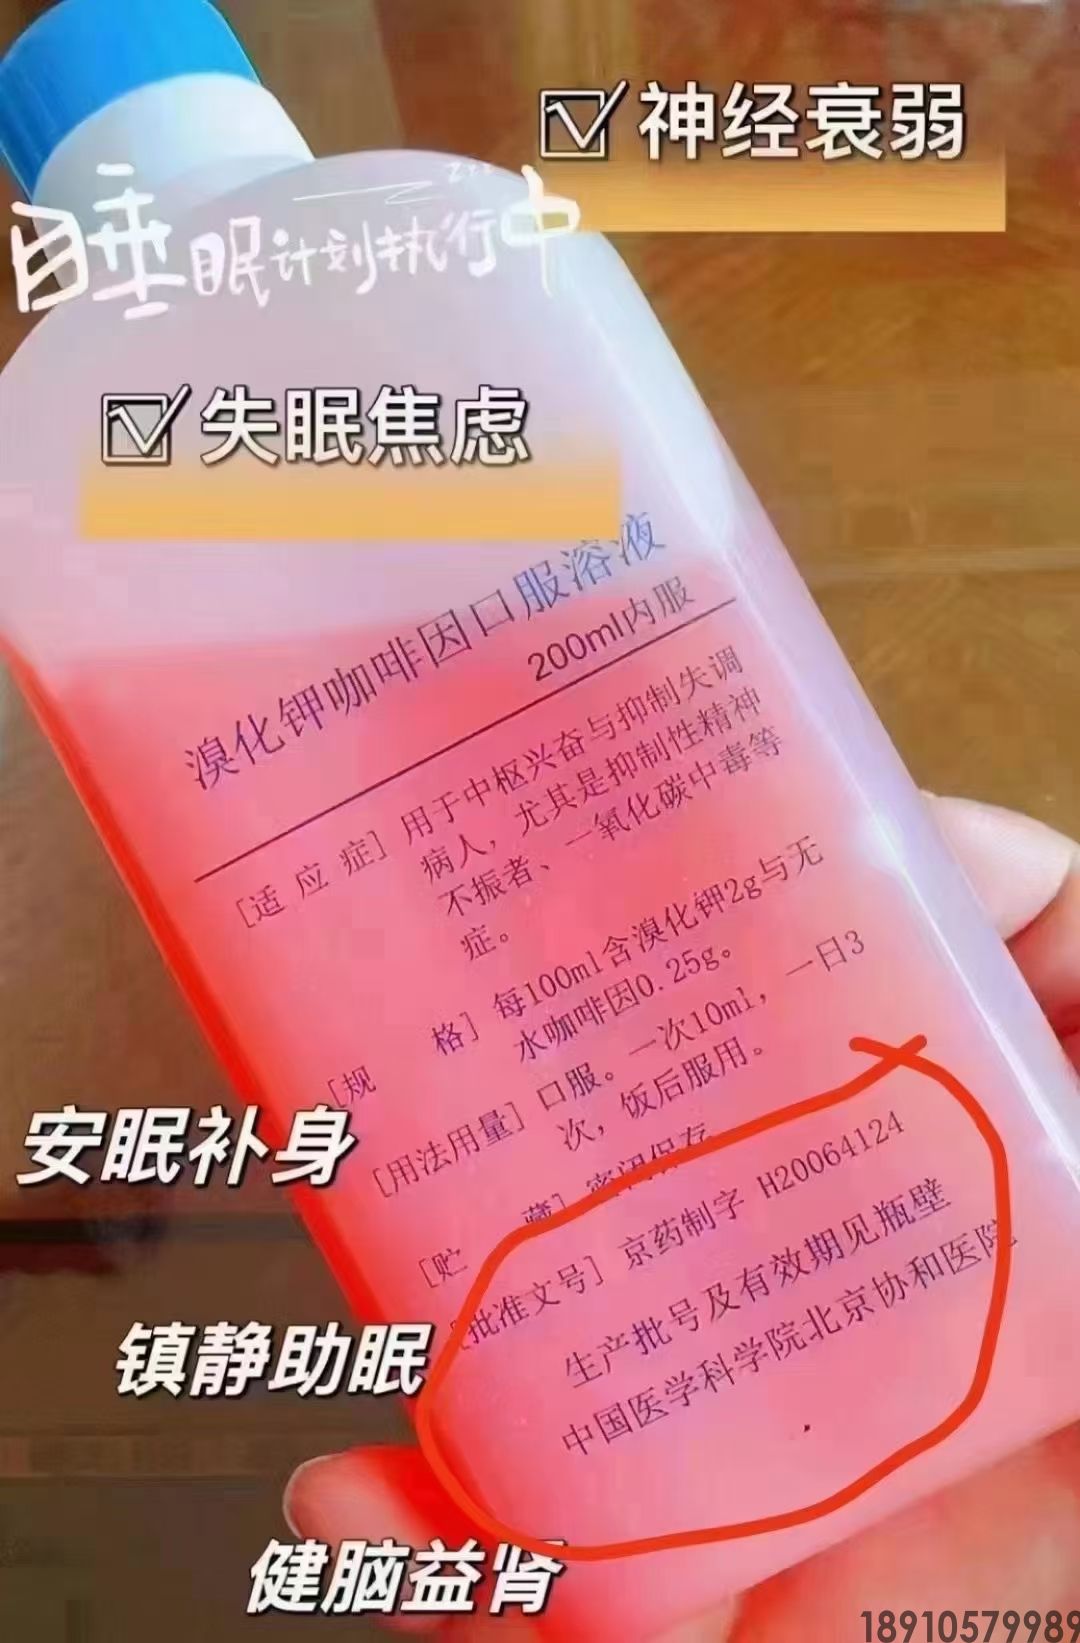 神经衰弱
睡眠计划执行中
zzz
失眠焦虑
溴化钾咖啡因口服溶液
200ml内服
[适 应 症] 用于中枢兴奋与抑制失调
病人，尤其是抑制性精神
不振者、一氧化碳中毒等
症。
[规 格] 每100ml含溴化钾2g与无
水咖啡因0.25g。
[用法用量] 口服。一次10ml，一日3
次，饭后服用。
[贮 藏] 密闭保存
[批准文号] 京药制字 H20064124
生产批号及有效期见瓶壁
中国医学科学院北京协和医院
安眠补身
镇静助眠
健脑益肾
18910579989